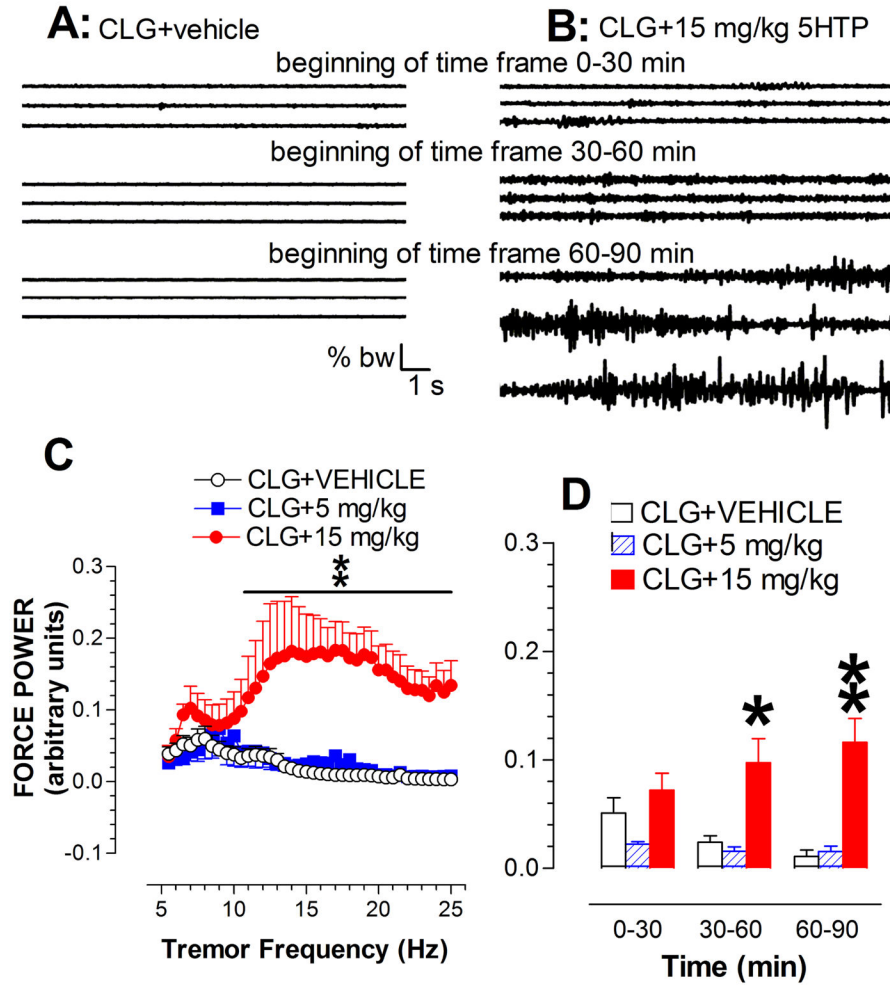 A: CLG+vehicle
B: CLG+15 mg/kg 5HTP
beginning of time frame 0-30 min
beginning of time frame 30-60 min
beginning of time frame 60-90 min
% bw
1 s
C
CLG+VEHICLE
CLG+5 mg/kg
CLG+15 mg/kg
**
0.3
0.2
0.1
0.0
-0.1
FORCE POWER
(arbitrary units)
5 10 15 20 25
Tremor Frequency (Hz)
D
CLG+VEHICLE
CLG+5 mg/kg
CLG+15 mg/kg
0.3
0.2
0.1
0.0
*
**
0-30 30-60 60-90
Time (min)